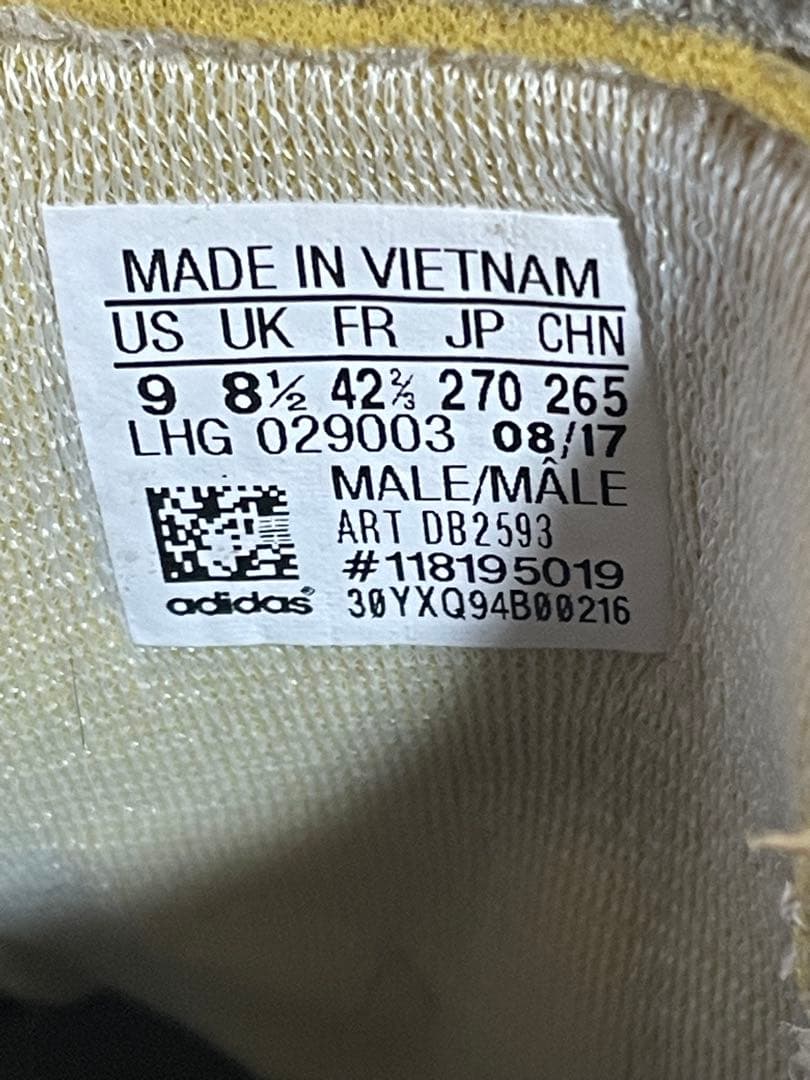 MADE IN VIETNAM
US UK FR JP CHN
9 8½ 42⅔ 270 265
LHG 029003 08/17
MALE/MÂLE
ART DB2593
#118195019
adidas® 30YXQ94B00216